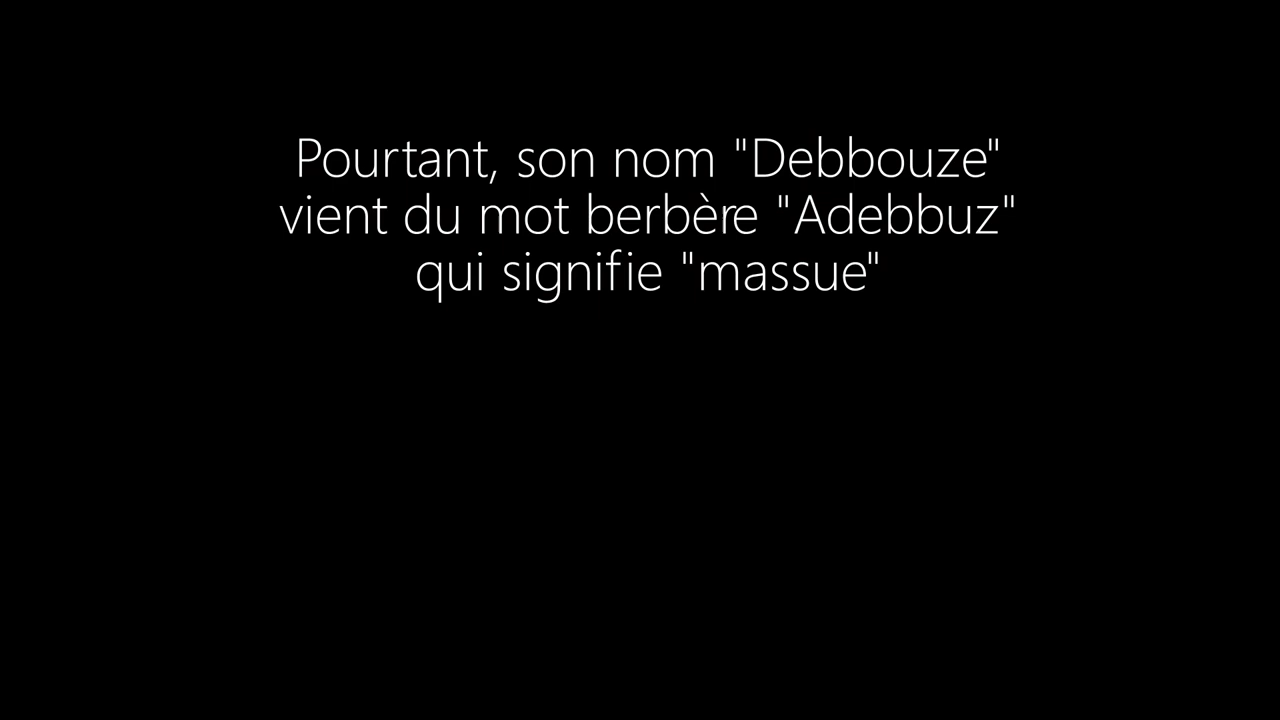 Pourtant, son nom "Debbouze"
vient du mot berbère "Adebbuz"
qui signifie "massue"